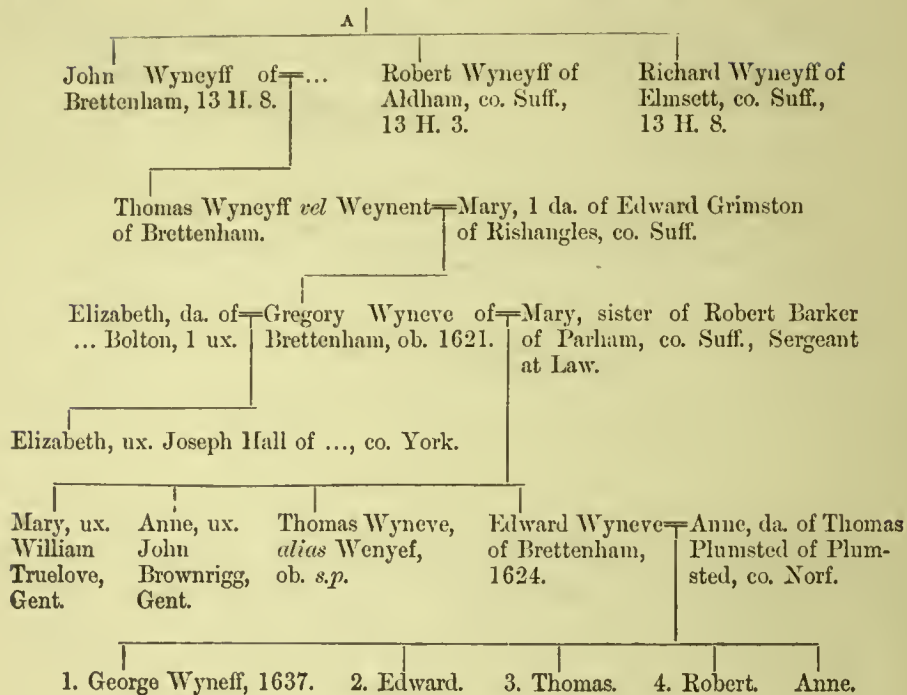 A
John Wyneyff of = ...
Brettenham, 13 H. 8.
Robert Wyneyff of
Aldham, co. Suff.,
13 H. 3.
Richard Wyneyff of
Elmsett, co. Suff.,
13 H. 8.
Thomas Wyneyff vel Weynent = Mary, 1 da. of Edward Grimston
of Brettenham.
of Rishangles, co. Suff.
Elizabeth, da. of = Gregory Wyneve of = Mary, sister of Robert Barker
... Bolton, 1 ux.
Brettenham, ob. 1621.
of Parham, co. Suff., Sergeant
at Law.
Elizabeth, ux. Joseph Hall of ..., co. York.
Mary, ux.
William
Truelove,
Gent.
Anne, ux.
John
Brownrigg,
Gent.
Thomas Wyneve,
alias Wenyef,
ob. s.p.
Edward Wyneve =
of Brettenham,
1624.
Anne, da. of Thomas
Plumsted of Plum-
sted, co. Norf.
1. George Wyneff, 1637. 2. Edward. 3. Thomas. 4. Robert. Anne.